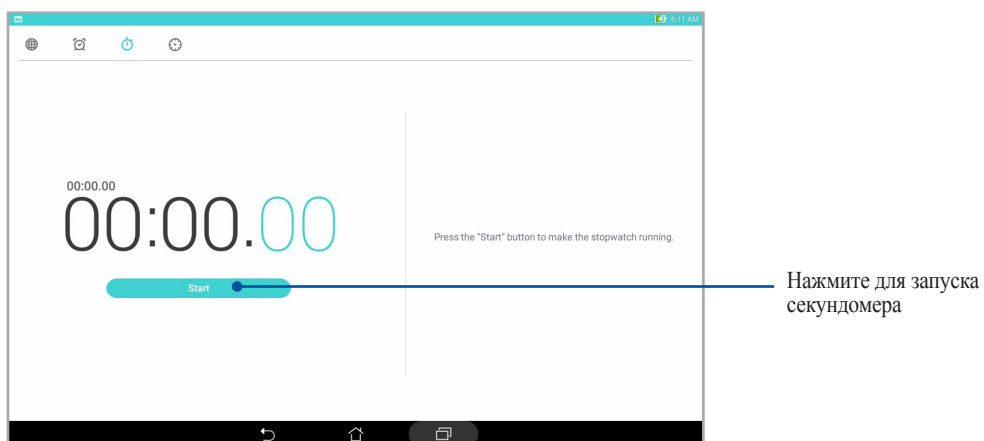 6:11 AM
00:00.00
00:00.00
Press the "Start" button to make the stopwatch running.
Start
Нажмите для запуска
секундомера